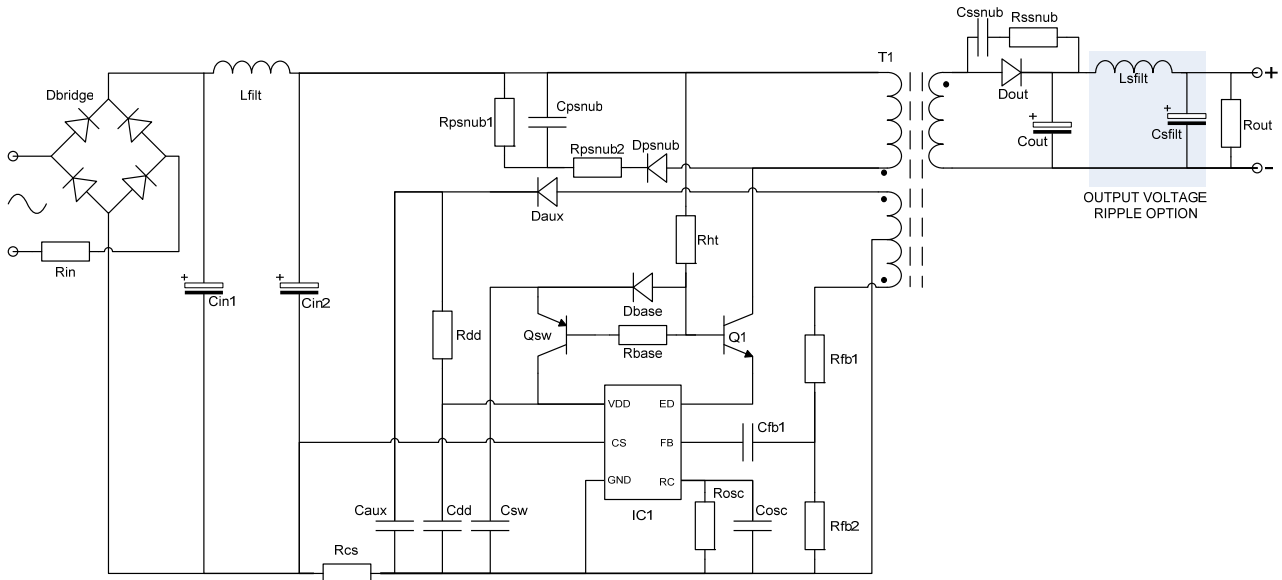 Cssnub
Rssnub
T1
+
Dbridge
Lfilt
Dout
Lsfilt
Cpsnub
Rpsnub1
+
Cout
+
Csfilt
Rout
Rpsnub2
Dpsnub
-
OUTPUT VOLTAGE
RIPPLE OPTION
Daux
Rht
Rin
+
Cin1
+
Cin2
Dbase
Rdd
Qsw
Rbase
Q1
Rfb1
VDD
ED
CS
FB
Cfb1
GND
RC
IC1
Rosc
Cosc
Caux
Cdd
Csw
Rfb2
Rcs